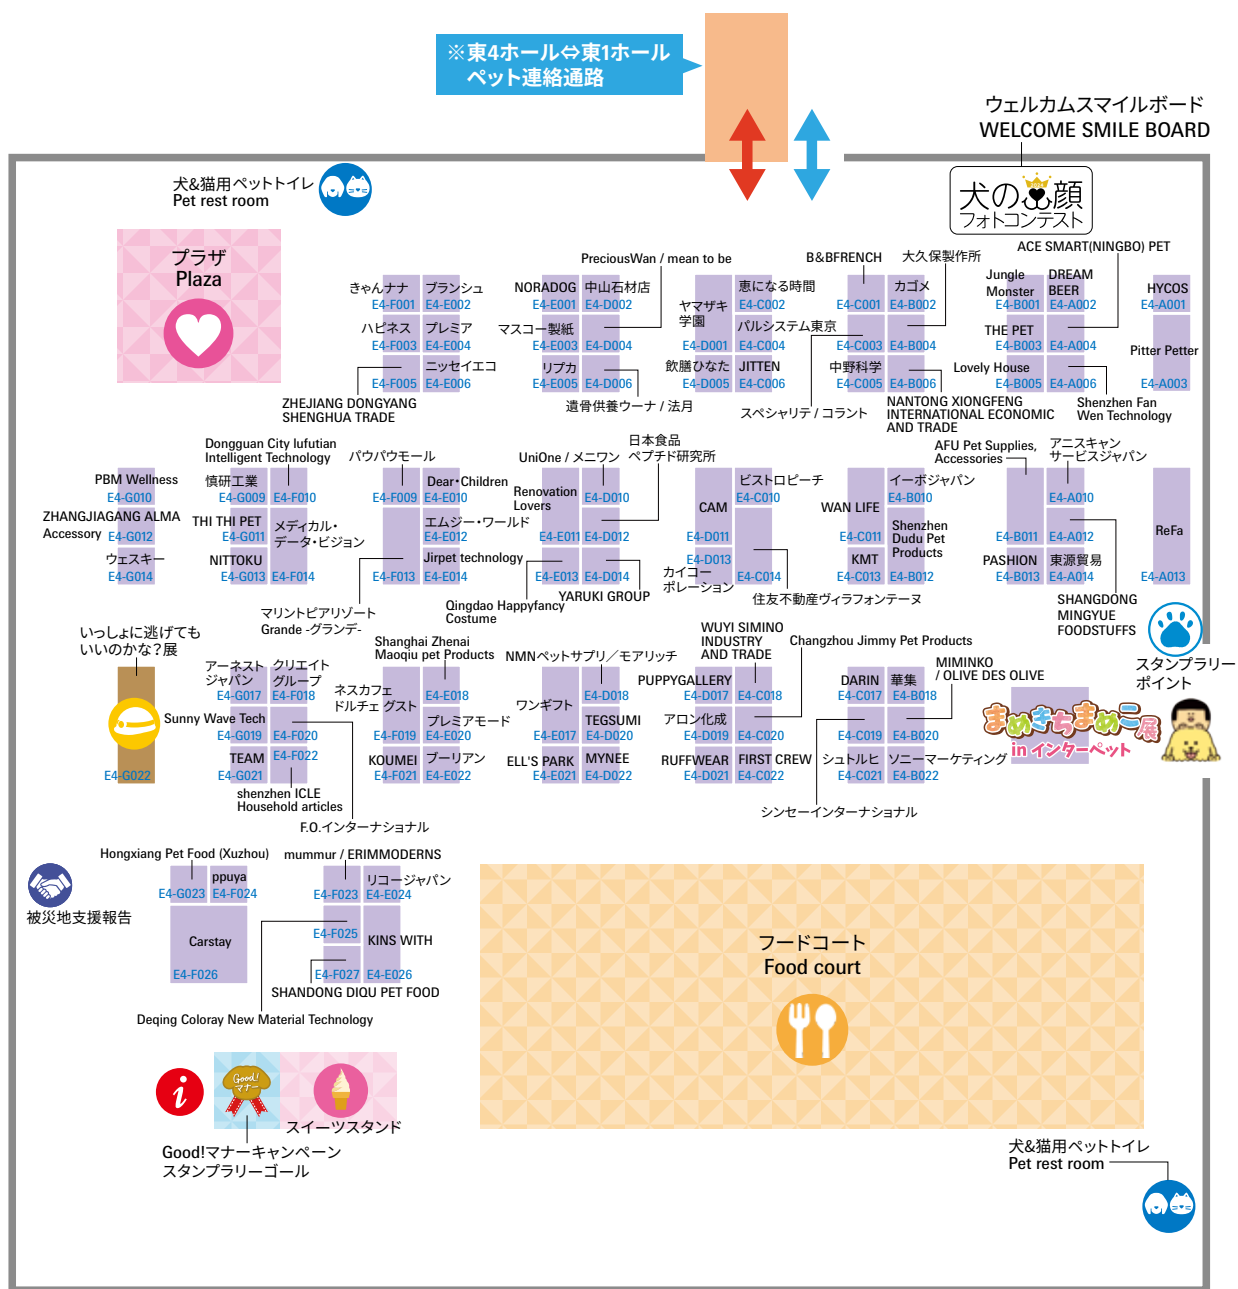 ※東4ホール⇔東1ホール
ペット連絡通路
ウェルカムスマイルボード
WELCOME SMILE BOARD
犬の顔
フォトコンテスト
犬&猫用ペットトイレ
Pet rest room
プラザ
Plaza
きゃんナナ
E4-F001
ブランシュ
E4-E002
ハピネス
E4-F003
プレミア
E4-E004
E4-F005
ニッセイエコ
E4-E006
ZHEJIANG DONGYANG
SHENGHUA TRADE
PreciousWan / mean to be
NORADOG
E4-E001
中山石材店
E4-D002
マスコー製紙
E4-E003
E4-D004
リプカ
E4-E005
E4-D006
遺骨供養ウーナ / 法月
ヤマザキ
学園
E4-D001
恵になる時間
E4-C002
パルシステム東京
E4-C004
飲膳ひなた
E4-D005
JITTEN
E4-C006
スペシャリテ / コラント
B&BFRENCH
大久保製作所
E4-C001
カゴメ
E4-B002
E4-C003
E4-B004
中野科学
E4-C005
E4-B006
NANTONG XIONGFENG
INTERNATIONAL ECONOMIC
AND TRADE
ACE SMART(NINGBO) PET
Jungle
Monster
E4-B001
DREAM
BEER
E4-A002
THE PET
E4-B003
E4-A004
Lovely House
E4-B005
E4-A006
Shenzhen Fan
Wen Technology
HYCOS
E4-A001
Pitter Petter
E4-A003
PBM Wellness
E4-G010
ZHANGJIAGANG ALMA
Accessory
E4-G012
ウェスキー
E4-G014
Dongguan City lufutian
Intelligent Technology
慎研工業
E4-G009
E4-F010
THI THI PET
E4-G011
メディカル・
データ・ビジョン
NITTOKU
E4-G013
E4-F014
パウパウモール
E4-F009
Dear・Children
E4-E010
エムジー・ワールド
E4-E012
Jirpet technology
E4-F013
E4-E014
マリントピアリゾート
Grande -グランデ-
UniOne / メニワン
日本食品
ペプチド研究所
Renovation
Lovers
E4-D010
E4-E011
E4-D012
E4-E013
E4-D014
Qingdao Happyfancy
Costume
YARUKI GROUP
CAM
E4-D011
ビストロピーチ
E4-C010
E4-D013
カイコー
ポレーション
E4-C014
住友不動産ヴィラフォンテーヌ
WAN LIFE
E4-C011
イーボジャパン
E4-B010
Shenzhen
Dudu Pet
Products
KMT
E4-C013
E4-B012
AFU Pet Supplies,
Accessories
アニスキャン
サービスジャパン
E4-A010
E4-B011
E4-A012
PASHION
E4-B013
東源貿易
E4-A014
SHANGDONG
MINGYUE
FOODSTUFFS
ReFa
E4-A013
スタンプラリー
ポイント
いっしょに逃げても
いいのかな?展
E4-G022
アーネスト
ジャパン
E4-G017
クリエイト
グループ
E4-F018
Sunny Wave Tech
E4-G019
E4-F020
TEAM
E4-G021
E4-F022
shenzhen ICLE
Household articles
F.O.インターナショナル
Shanghai Zhenai
Maoqiu pet Products
ネスカフェ
ドルチェ グスト
E4-E018
E4-F019
プレミアモード
E4-E020
KOUMEI
E4-F021
ブーリアン
E4-E022
NMNペットサプリ／モアリッチ
ワンギフト
E4-D018
E4-E017
TEGSUMI
E4-D020
ELL'S PARK
E4-E021
MYNEE
E4-D022
WUYI SIMINO
INDUSTRY
AND TRADE
Changzhou Jimmy Pet Products
PUPPYGALLERY
E4-D017
E4-C018
アロン化成
E4-D019
E4-C020
RUFFWEAR
E4-D021
FIRST CREW
E4-C022
MIMINKO
/ OLIVE DES OLIVE
DARIN
E4-C017
華集
E4-B018
E4-C019
E4-B020
シュトルヒ
E4-C021
ソニーマーケティング
E4-B022
シンセーインターナショナル
まめきちまめこ展
in インターペット
被災地支援報告
Hongxiang Pet Food (Xuzhou)
E4-G023
ppuya
E4-F024
Carstay
E4-F026
mummur / ERIMMODERNS
E4-F023
リコージャパン
E4-E024
E4-F025
KINS WITH
E4-F027
E4-E026
SHANDONG DIQU PET FOOD
Deqing Coloray New Material Technology
フードコート
Food court
i
Good!
マナー
スイーツスタンド
Good!マナーキャンペーン
スタンプラリーゴール
犬&猫用ペットトイレ
Pet rest room